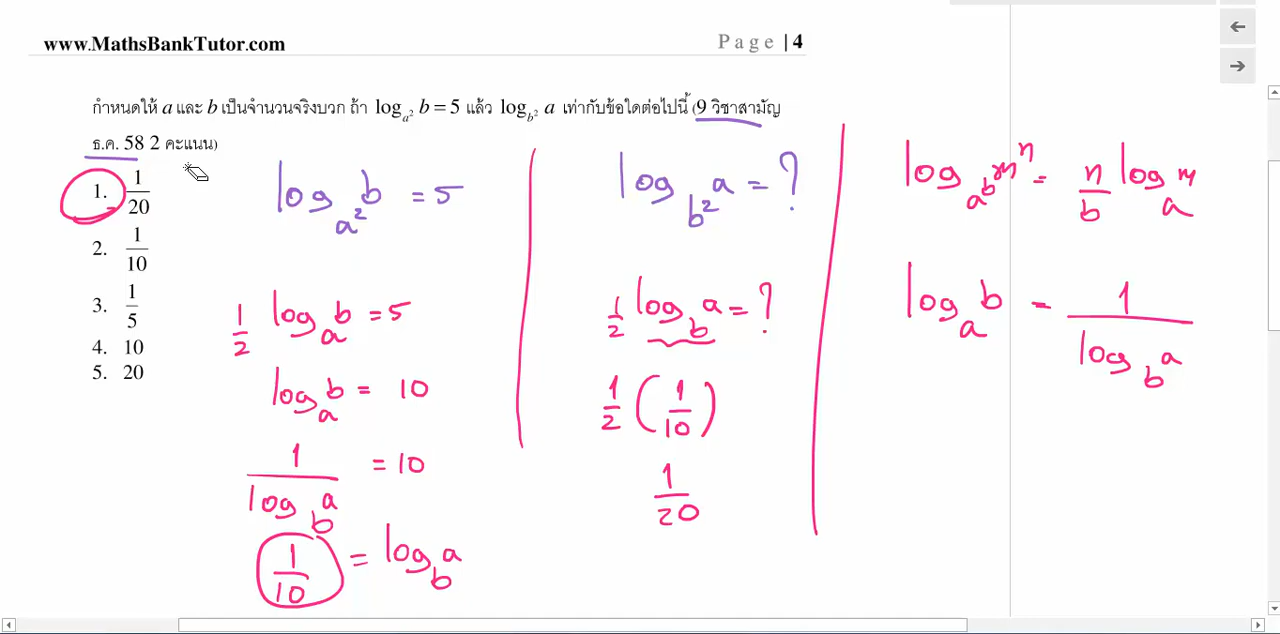 www.MathsBankTutor.com
Page | 4
กำหนดให้ a และ b เป็นจำนวนจริงบวก ถ้า log_{a^2} b = 5 แล้ว log_{b^2} a เท่ากับข้อใดต่อไปนี้ (9 วิชาสามัญ
ธ.ค. 58 2 คะแนน)
1. 1/20
2. 1/10
3. 1/5
4. 10
5. 20
log_{a^2} b = 5
1/2 log_a b = 5
log_a b = 10
1/(log_b a) = 10
1/10 = log_b a
log_{b^2} a = ?
1/2 log_b a = ?
1/2 (1/10)
1/20
log_{a^b} m^n = n/b log_a m
log_a b = 1/(log_b a)